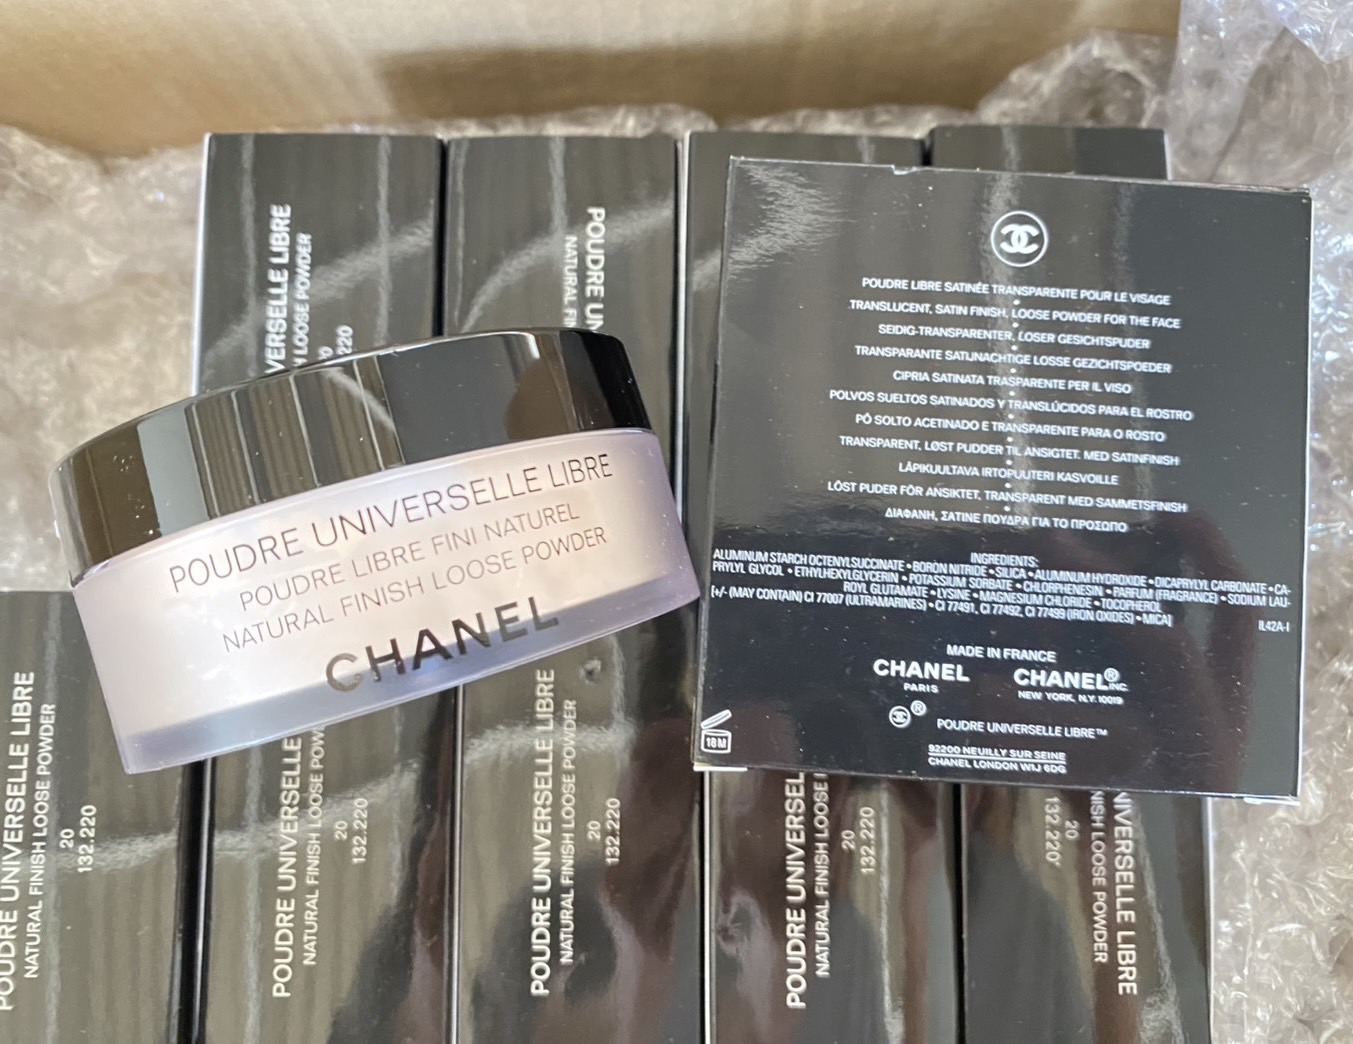 POUDRE UNIVERSELLE LIBRE
POUDRE LIBRE FINI NATUREL
NATURAL FINISH LOOSE POWDER
CHANEL
POUDRE LIBRE SATINÉE TRANSPARENTE POUR LE VISAGE
TRANSLUCENT, SATIN FINISH, LOOSE POWDER FOR THE FACE
SEIDIG-TRANSPARENTER, LOSER GESICHTSPUDER
TRANSPARANTE SATIJNACHTIGE LOSSE GEZICHTSPOEDER
CIPRIA SATINATA TRASPARENTE PER IL VISO
POLVOS SUELTOS SATINADOS Y TRANSLÚCIDOS PARA EL ROSTRO
PÓ SOLTO ACETINADO E TRANSPARENTE PARA O ROSTO
TRANSPARENT, LØST PUDDER TIL ANSIGTET. MED SATINFINISH
LÄPIKUULTAVA IRTOPUUTERI KASVOILLE
LÖST PUDER FÖR ANSIKTET, TRANSPARENT MED SAMMETSFINISH
ΔΙΑΦΑΝΗ, ΣΑΤΙΝΕ ΠΟΥΔΡΑ ΓΙΑ ΤΟ ΠΡΟΣΩΠΟ
INGREDIENTS:
ALUMINUM STARCH OCTENYLSUCCINATE • BORON NITRIDE • SILICA • ALUMINUM HYDROXIDE • DICAPRYLYL CARBONATE • CA-
PRYLYL GLYCOL • ETHYLHEXYLGLYCERIN • POTASSIUM SORBATE • CHLORPHENESIN • PARFUM (FRAGRANCE) • SODIUM LAU-
ROYL GLUTAMATE • LYSINE • MAGNESIUM CHLORIDE • TOCOPHEROL
[+/- (MAY CONTAIN) CI 77007 (ULTRAMARINES) • CI 77491, CI 77492, CI 77499 (IRON OXIDES) • MICA]
IL42A-I
MADE IN FRANCE
CHANEL
PARIS
CHANEL® INC.
NEW YORK, N.Y. 10019
®
POUDRE UNIVERSELLE LIBRE™
18M
92200 NEUILLY SUR SEINE
CHANEL LONDON W1J 6DG
VERSELLE LIBRE
LOOSE POWDER
20
220
POUDRE UN
NATURAL FI
POUDRE UNIVERSELLE LIBRE
NATURAL FINISH LOOSE POWDER
20
132.220
POUDRE UNIVERSELLE LIBRE
NATURAL FINISH LOOSE POW
20
132.220
POUDRE UNIVERSELLE LIBRE
NATURAL FINISH LOOSE POWDER
20
132.220
POUDRE UNIVERSELL
NATURAL FINISH LOOSE
20
132.220
NIVERSELLE LIBRE
NISH LOOSE POWDER
20
132.220